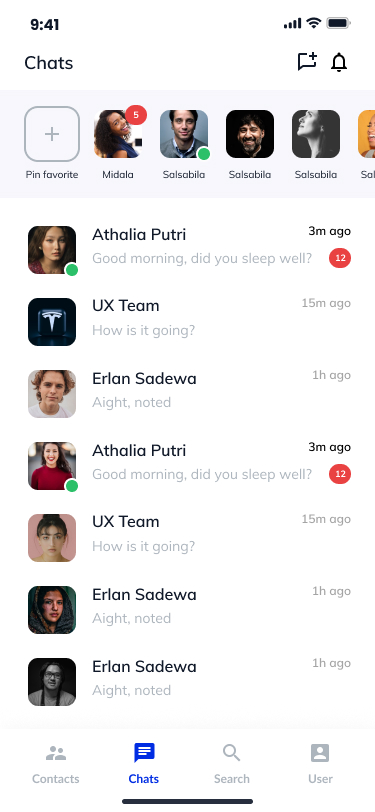 9:41
Chats
5
Pin favorite
Midala
Salsabila
Salsabila
Salsabila
Sal
Athalia Putri
3m ago
Good morning, did you sleep well?
12
UX Team
15m ago
How is it going?
Erlan Sadewa
1h ago
Aight, noted
Athalia Putri
3m ago
Good morning, did you sleep well?
12
UX Team
15m ago
How is it going?
Erlan Sadewa
1h ago
Aight, noted
Erlan Sadewa
1h ago
Aight, noted
Contacts
Chats
Search
User